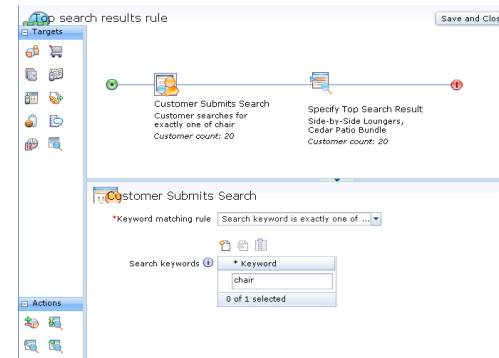 Top search results rule
Save and Clos
Targets
Customer Submits Search
Customer searches for
exactly one of chair
Customer count: 20
Specify Top Search Result
Side-by-Side Loungers,
Cedar Patio Bundle
Customer count: 20
Customer Submits Search
*Keyword matching rule Search keyword is exactly one of ...
Search keywords * Keyword
chair
0 of 1 selected
Actions